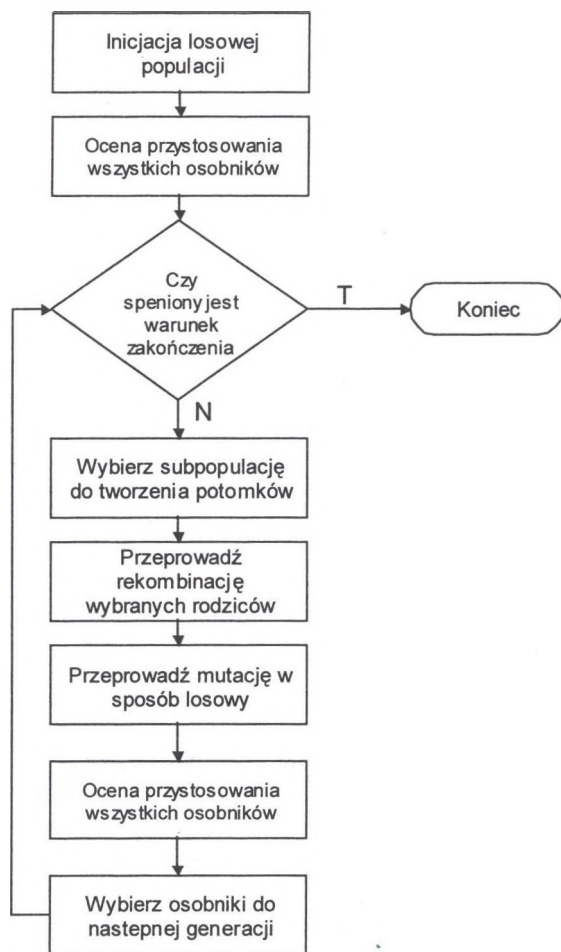 Inicjacja losowej
populacji
Ocena przystosowania
wszystkich osobników
Czy
speniony jest
warunek
zakończenia
T
Koniec
N
Wybierz subpopulację
do tworzenia potomków
Przeprowadź
rekombinację
wybranych rodziców
Przeprowadź mutację w
sposób losowy
Ocena przystosowania
wszystkich osobników
Wybierz osobniki do
nastepnej generacji